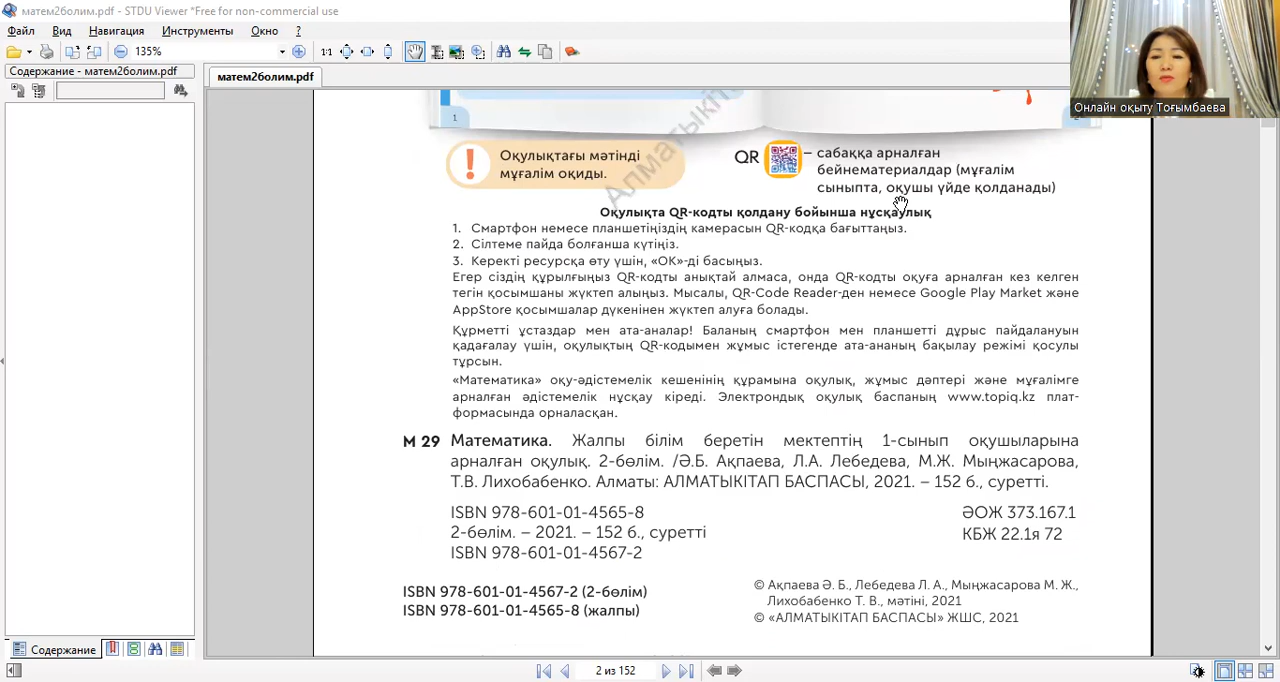 матем2болим.pdf - STDU Viewer *Free for non-commercial use
Файл Вид Навигация Инструменты Окно ?
135%
1:1
Содержание - матем2болим.pdf
матем2болим.pdf
Онлайн оқыту Тоғымбаева
1
Алматыкіт
Оқулықтағы мәтінді
мұғалім оқиды.
QR – сабаққа арналған
бейнематериалдар (мұғалім
сыныпта, оқушы үйде қолданады)
Оқулықта QR-кодты қолдану бойынша нұсқаулық
1. Смартфон немесе планшетіңіздің камерасын QR-кодқа бағыттаңыз.
2. Сілтеме пайда болғанша күтіңіз.
3. Керекті ресурсқа өту үшін, «ОК»-ді басыңыз.
Егер сіздің құрылғыңыз QR-кодты анықтай алмаса, онда QR-кодты оқуға арналған кез келген
тегін қосымшаны жүктеп алыңыз. Мысалы, QR-Code Reader-ден немесе Google Play Market және
AppStore қосымшалар дүкенінен жүктеп алуға болады.
Құрметті ұстаздар мен ата-аналар! Баланың смартфон мен планшетті дұрыс пайдалануын
қадағалау үшін, оқулықтың QR-кодымен жұмыс істегенде ата-ананың бақылау режімі қосулы
тұрсын.
«Математика» оқу-әдістемелік кешенінің құрамына оқулық, жұмыс дәптері және мұғалімге
арналған әдістемелік нұсқау кіреді. Электрондық оқулық баспаның www.topiq.kz плат-
формасында орналасқан.
М 29 Математика. Жалпы білім беретін мектептің 1-сынып оқушыларына
арналған оқулық. 2-бөлім. /Ә.Б. Ақпаева, Л.А. Лебедева, М.Ж. Мыңжасарова,
Т.В. Лихобабенко. Алматы: АЛМАТЫКІТАП БАСПАСЫ, 2021. – 152 б., суретті.
ISBN 978-601-01-4565-8
2-бөлім. – 2021. – 152 б., суретті
ISBN 978-601-01-4567-2
ӘОЖ 373.167.1
КБЖ 22.1я 72
ISBN 978-601-01-4567-2 (2-бөлім)
ISBN 978-601-01-4565-8 (жалпы)
© Ақпаева Ә. Б., Лебедева Л. А., Мыңжасарова М. Ж.,
Лихобабенко Т. В., мәтіні, 2021
© «АЛМАТЫКІТАП БАСПАСЫ» ЖШС, 2021
Содержание
2 из 152